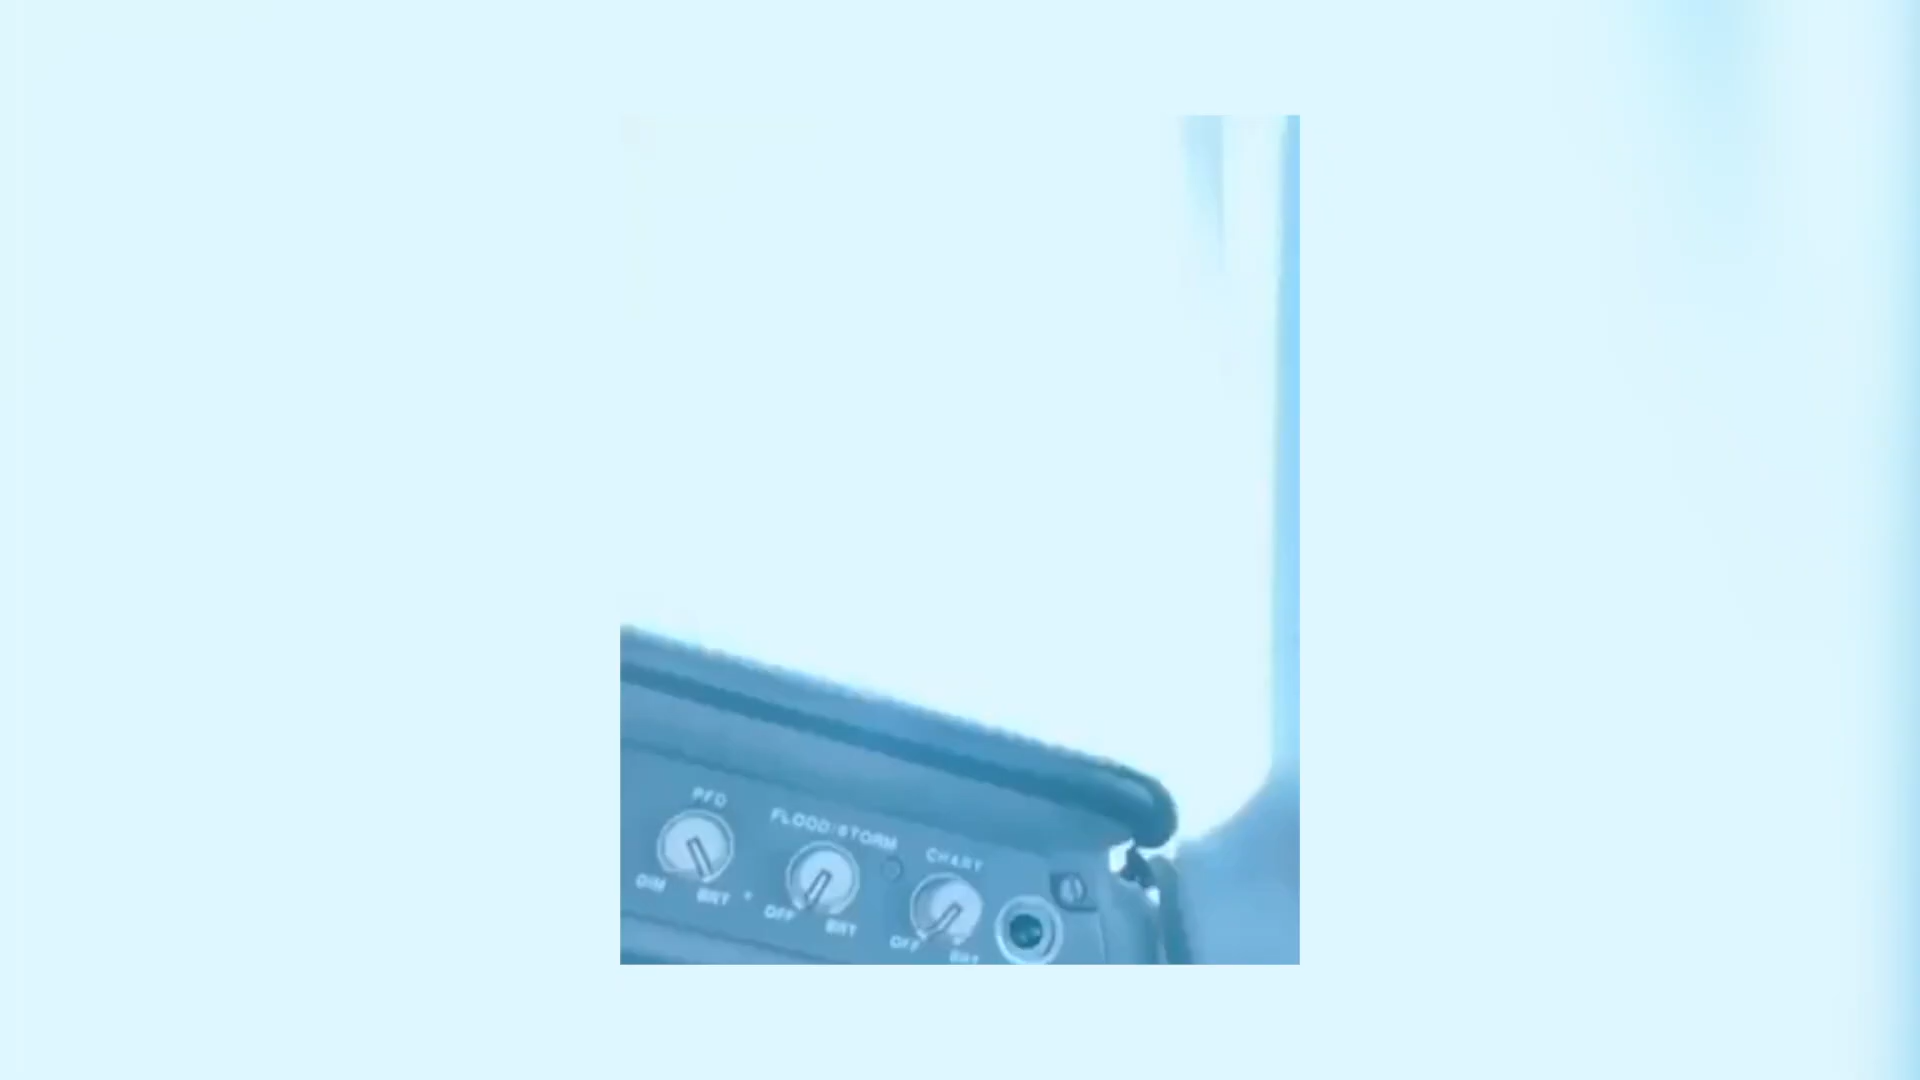 PFD
FLOOD/STORM
CHART
DIM
BRT
OFF
BRT
OFF
BRT